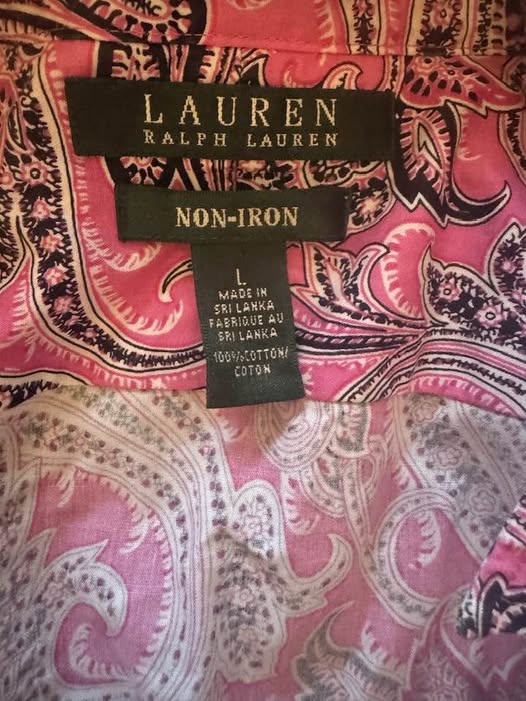 LAUREN
RALPH LAUREN
NON-IRON
L
MADE IN
SRI LANKA
FABRIQUE AU
SRI LANKA
100%COTTON/
COTON